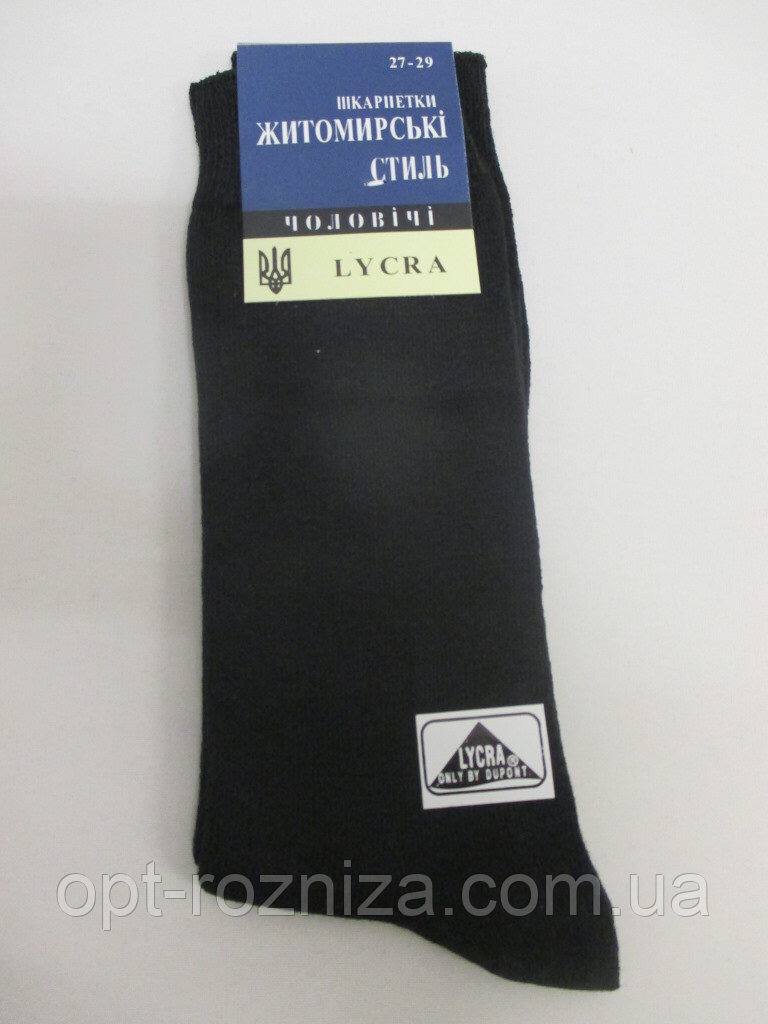 27-29
ШКАРПЕТКИ
ЖИТОМИРСЬКІ
СТИЛЬ
ЧОЛОВІЧІ
LYCRA
LYCRA®
ONLY BY DUPONT
opt-rozniza.com.ua